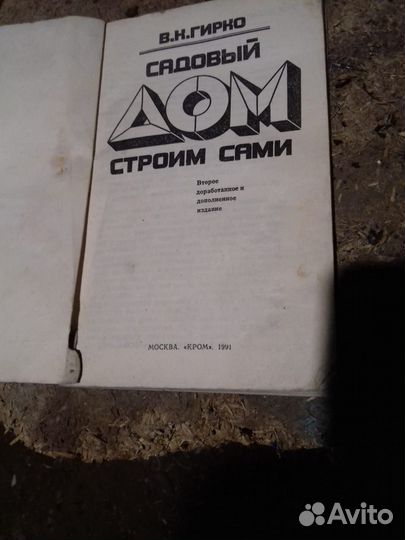 В.К.ГИРКО
САДОВЫЙ
ДОМ
СТРОИМ САМИ
Второе
доработанное и
дополненное
издание
МОСКВА. «КРОМ». 1991
Avito